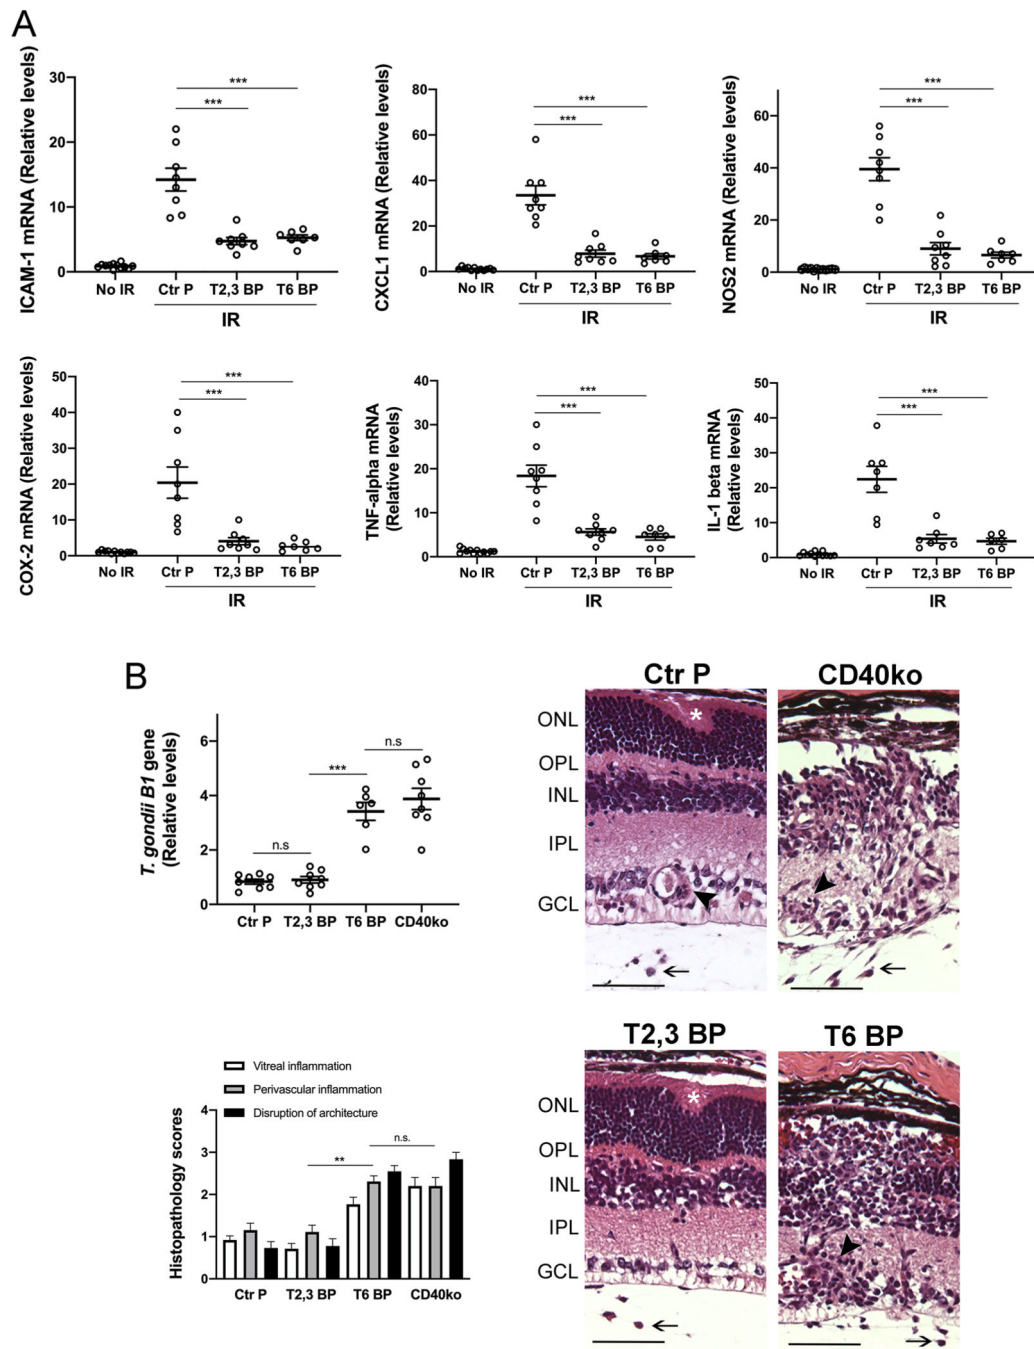 A
ICAM-1 mRNA (Relative levels)
30
20
10
0
***
***
No IR
Ctr P
T2,3 BP
T6 BP
IR
CXCL1 mRNA (Relative levels)
80
60
40
20
0
***
***
No IR
Ctr P
T2,3 BP
T6 BP
IR
NOS2 mRNA (Relative levels)
60
40
20
0
***
***
No IR
Ctr P
T2,3 BP
T6 BP
IR
COX-2 mRNA (Relative levels)
50
40
30
20
10
0
***
***
No IR
Ctr P
T2,3 BP
T6 BP
IR
TNF-alpha mRNA
(Relative levels)
40
30
20
10
0
***
***
No IR
Ctr P
T2,3 BP
T6 BP
IR
IL-1 beta mRNA
(Relative levels)
50
40
30
20
10
0
***
***
No IR
Ctr P
T2,3 BP
T6 BP
IR
B
T. gondii B1 gene
(Relative levels)
6
4
2
0
n.s
***
n.s
Ctr P
T2,3 BP
T6 BP
CD40ko
Ctr P
CD40ko
ONL
OPL
INL
IPL
GCL
*
Vitreal inflammation
Perivascular inflammation
Disruption of architecture
Histopathology scores
4
3
2
1
0
**
n.s.
Ctr P
T2,3 BP
T6 BP
CD40ko
T2,3 BP
T6 BP
ONL
OPL
INL
IPL
GCL
*